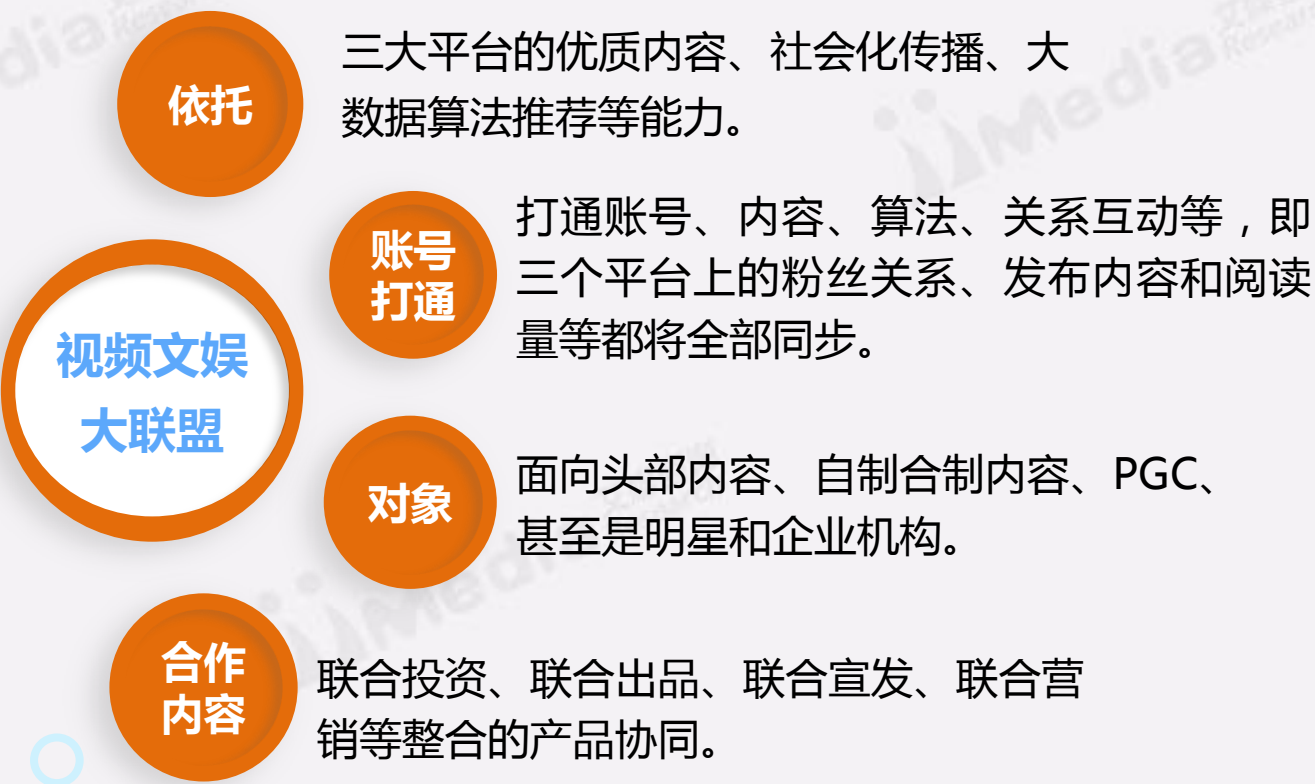 依托
三大平台的优质内容、社会化传播、大
数据算法推荐等能力。
账号
打通
打通账号、内容、算法、关系互动等，即
三个平台上的粉丝关系、发布内容和阅读
量等都将全部同步。
视频文娱
大联盟
对象
面向头部内容、自制合制内容、PGC、
甚至是明星和企业机构。
合作
内容
联合投资、联合出品、联合宣发、联合营
销等整合的产品协同。
iiMedia
Research